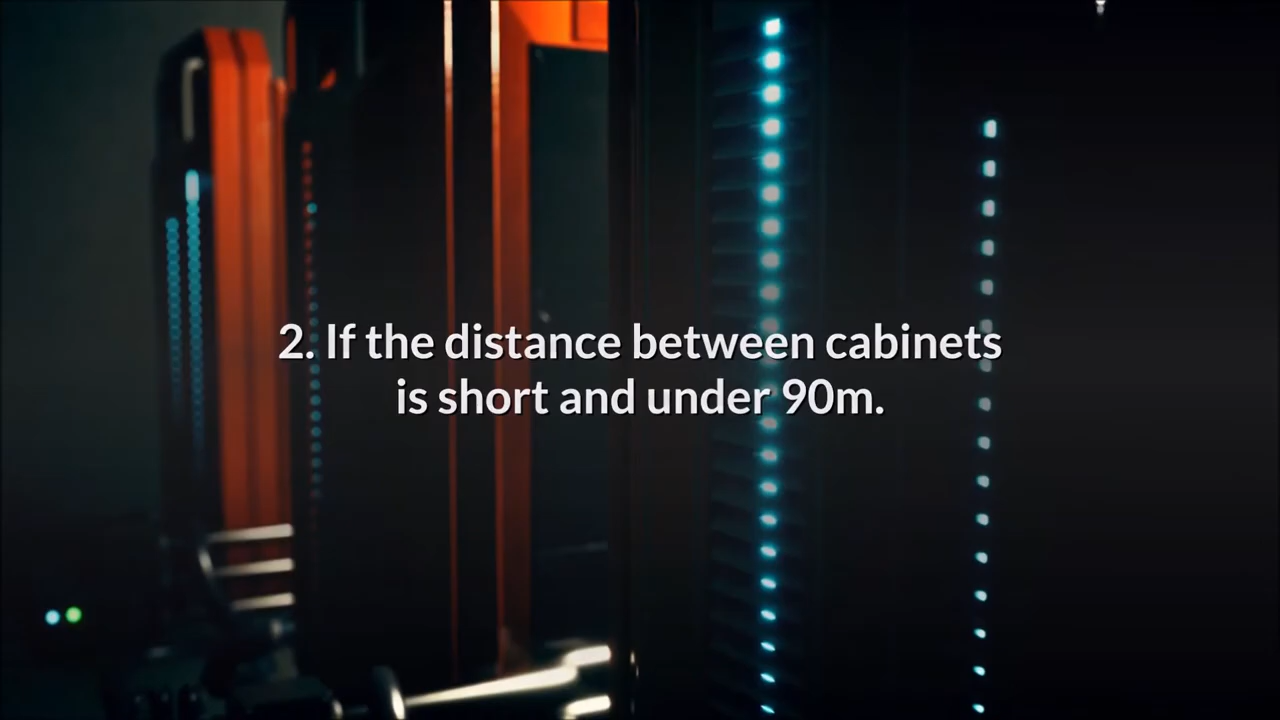 2. If the distance between cabinets
is short and under 90m.